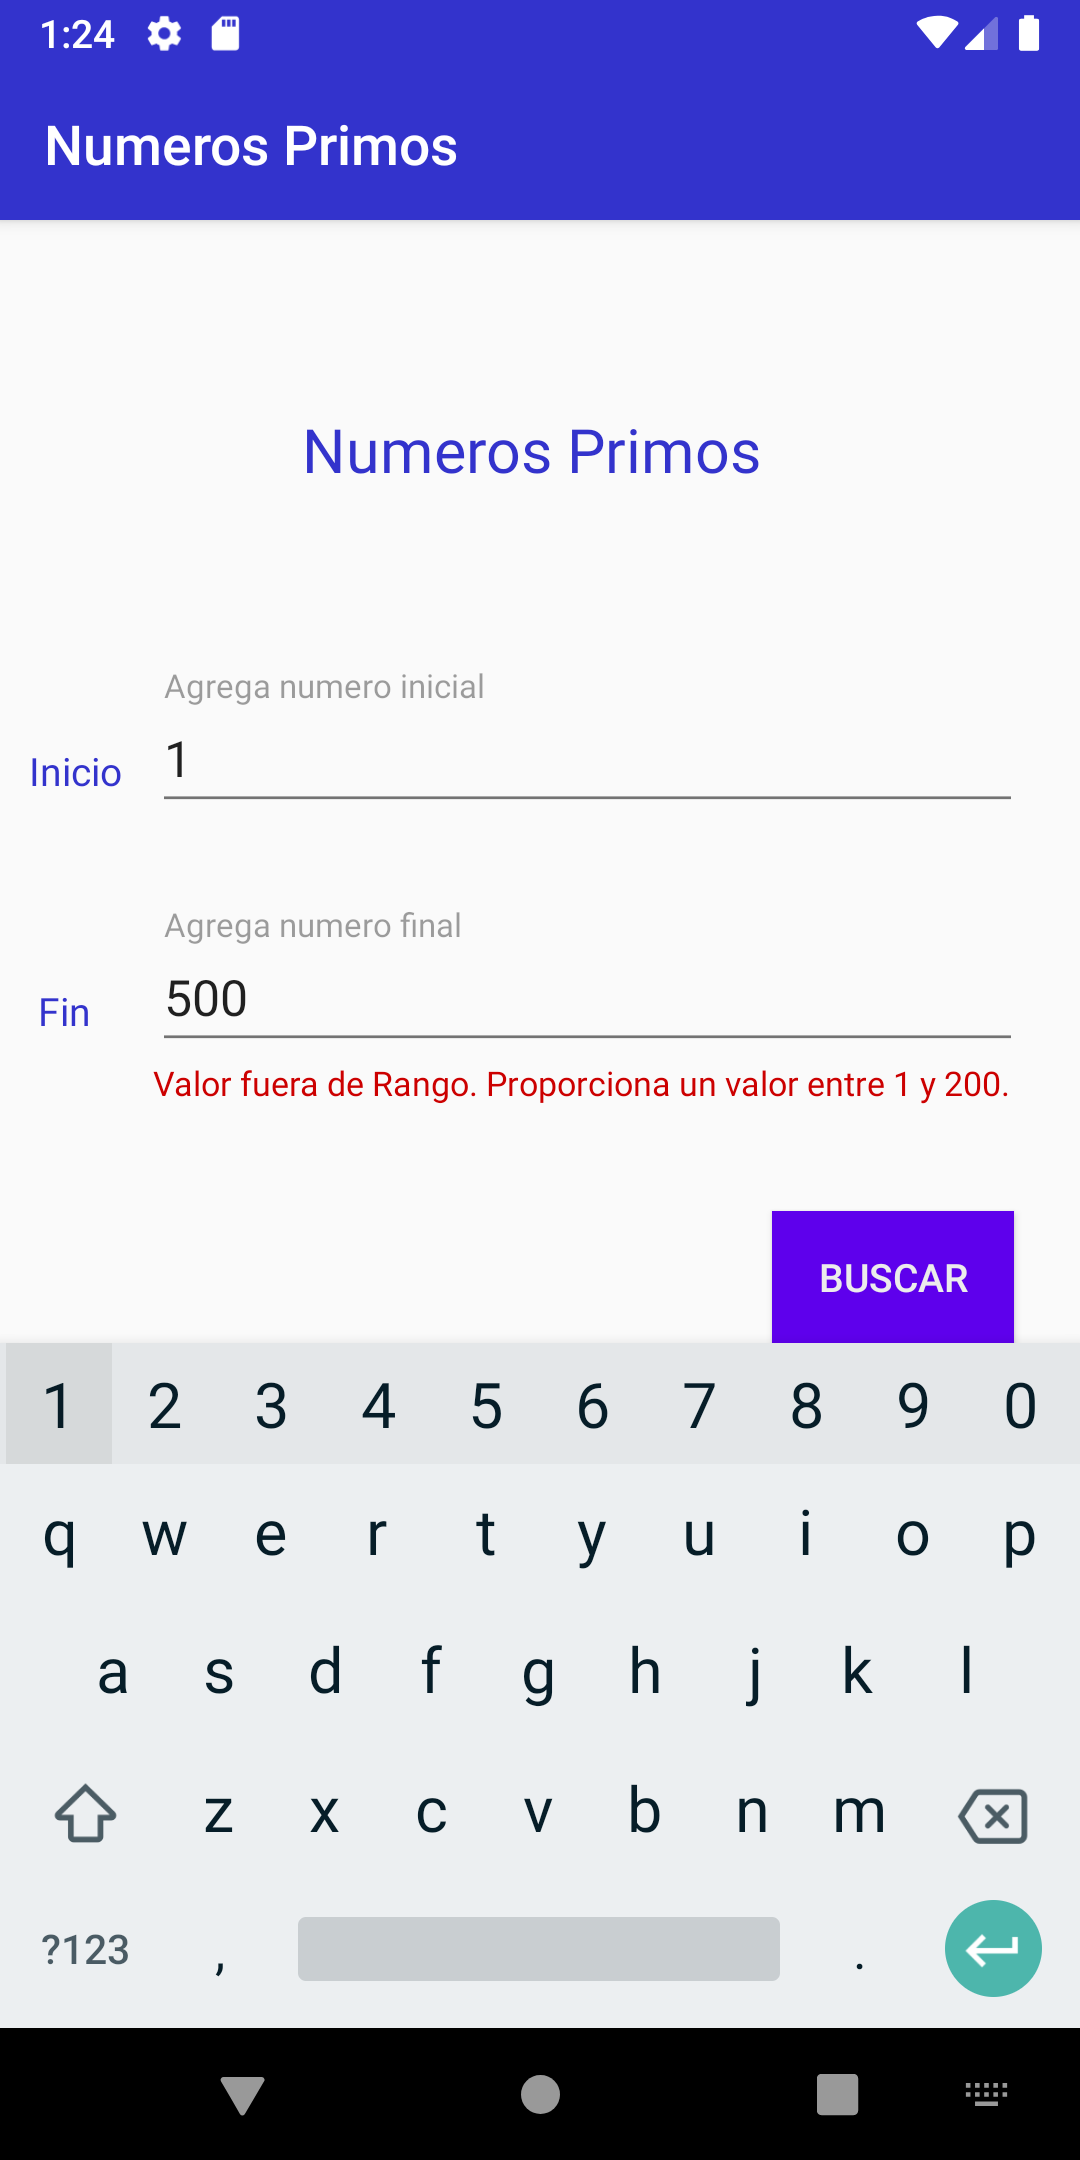 1:24
Numeros Primos
Numeros Primos
Agrega numero inicial
Inicio 1
Agrega numero final
Fin 500
Valor fuera de Rango. Proporciona un valor entre 1 y 200.
BUSCAR
1 2 3 4 5 6 7 8 9 0
q w e r t y u i o p
a s d f g h j k l
z x c v b n m
?123 , .